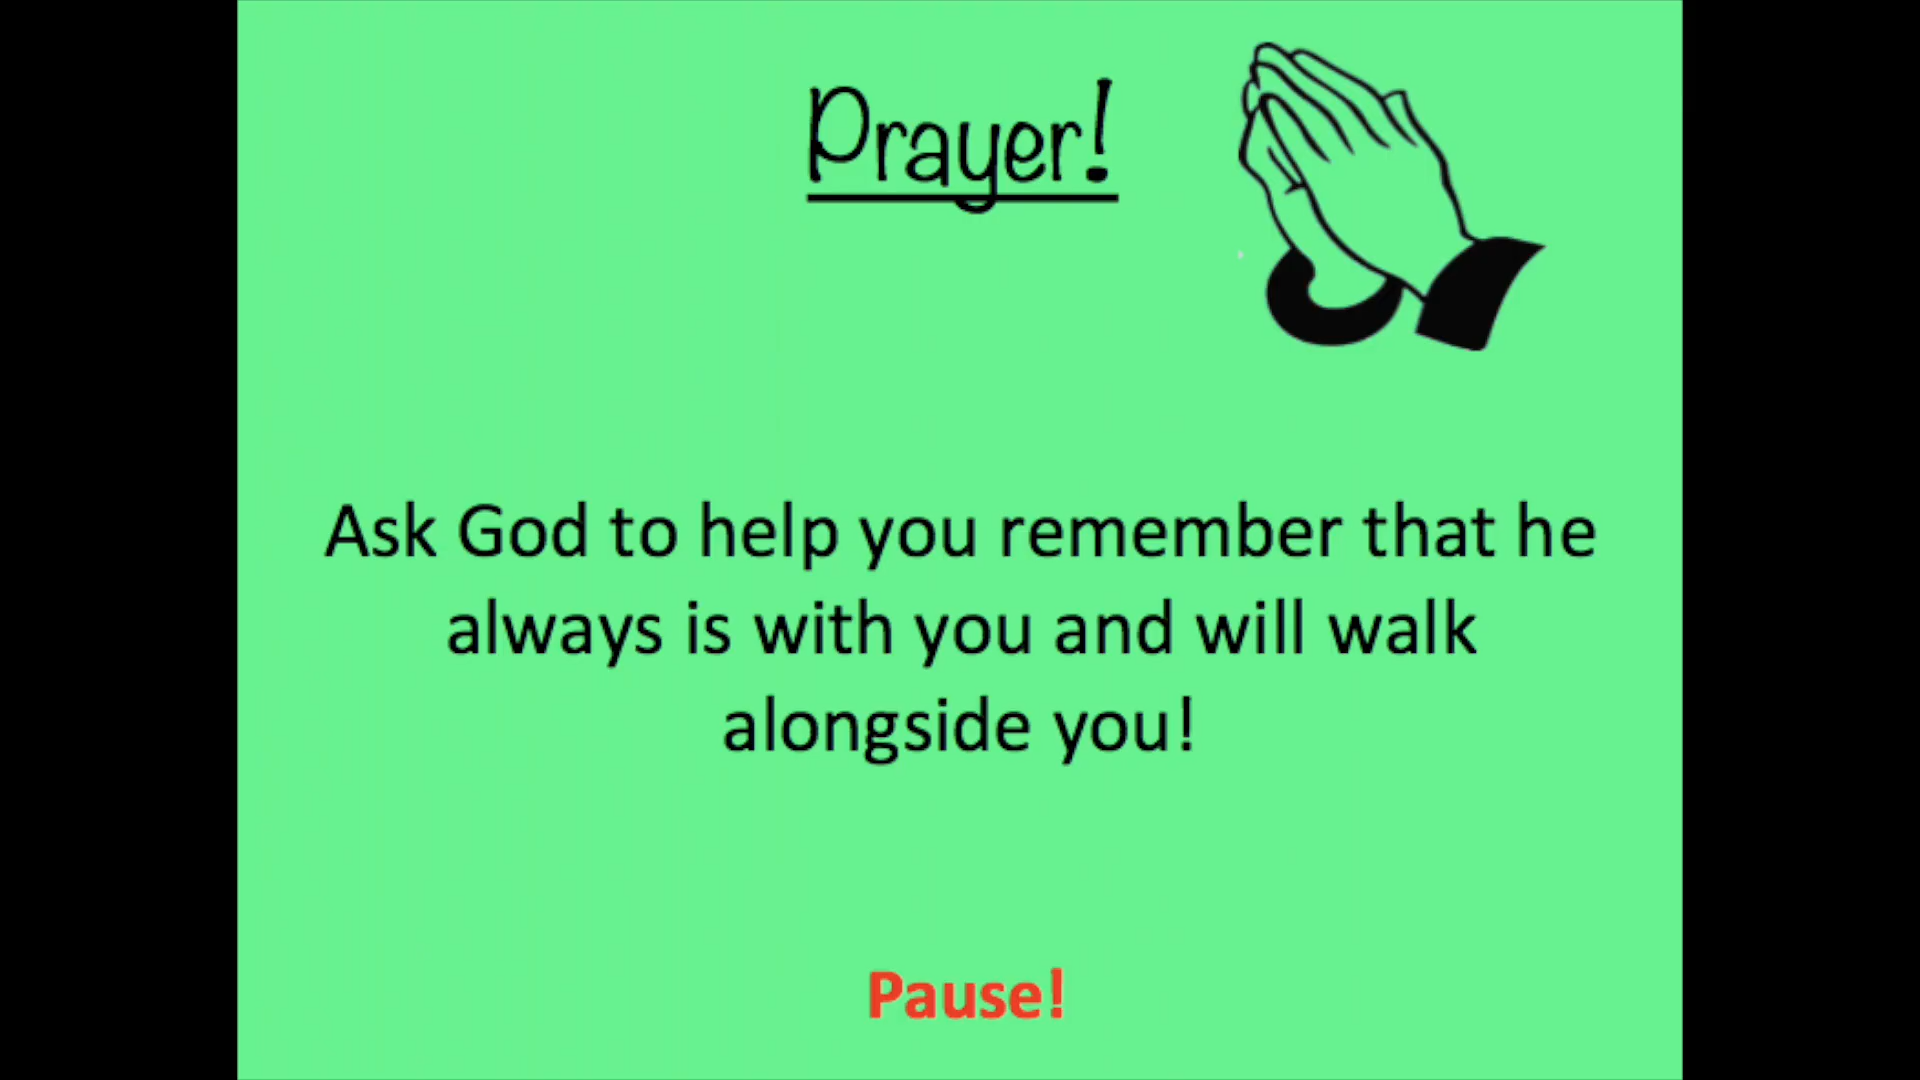 Prayer!
Ask God to help you remember that he
always is with you and will walk
alongside you!
Pause!